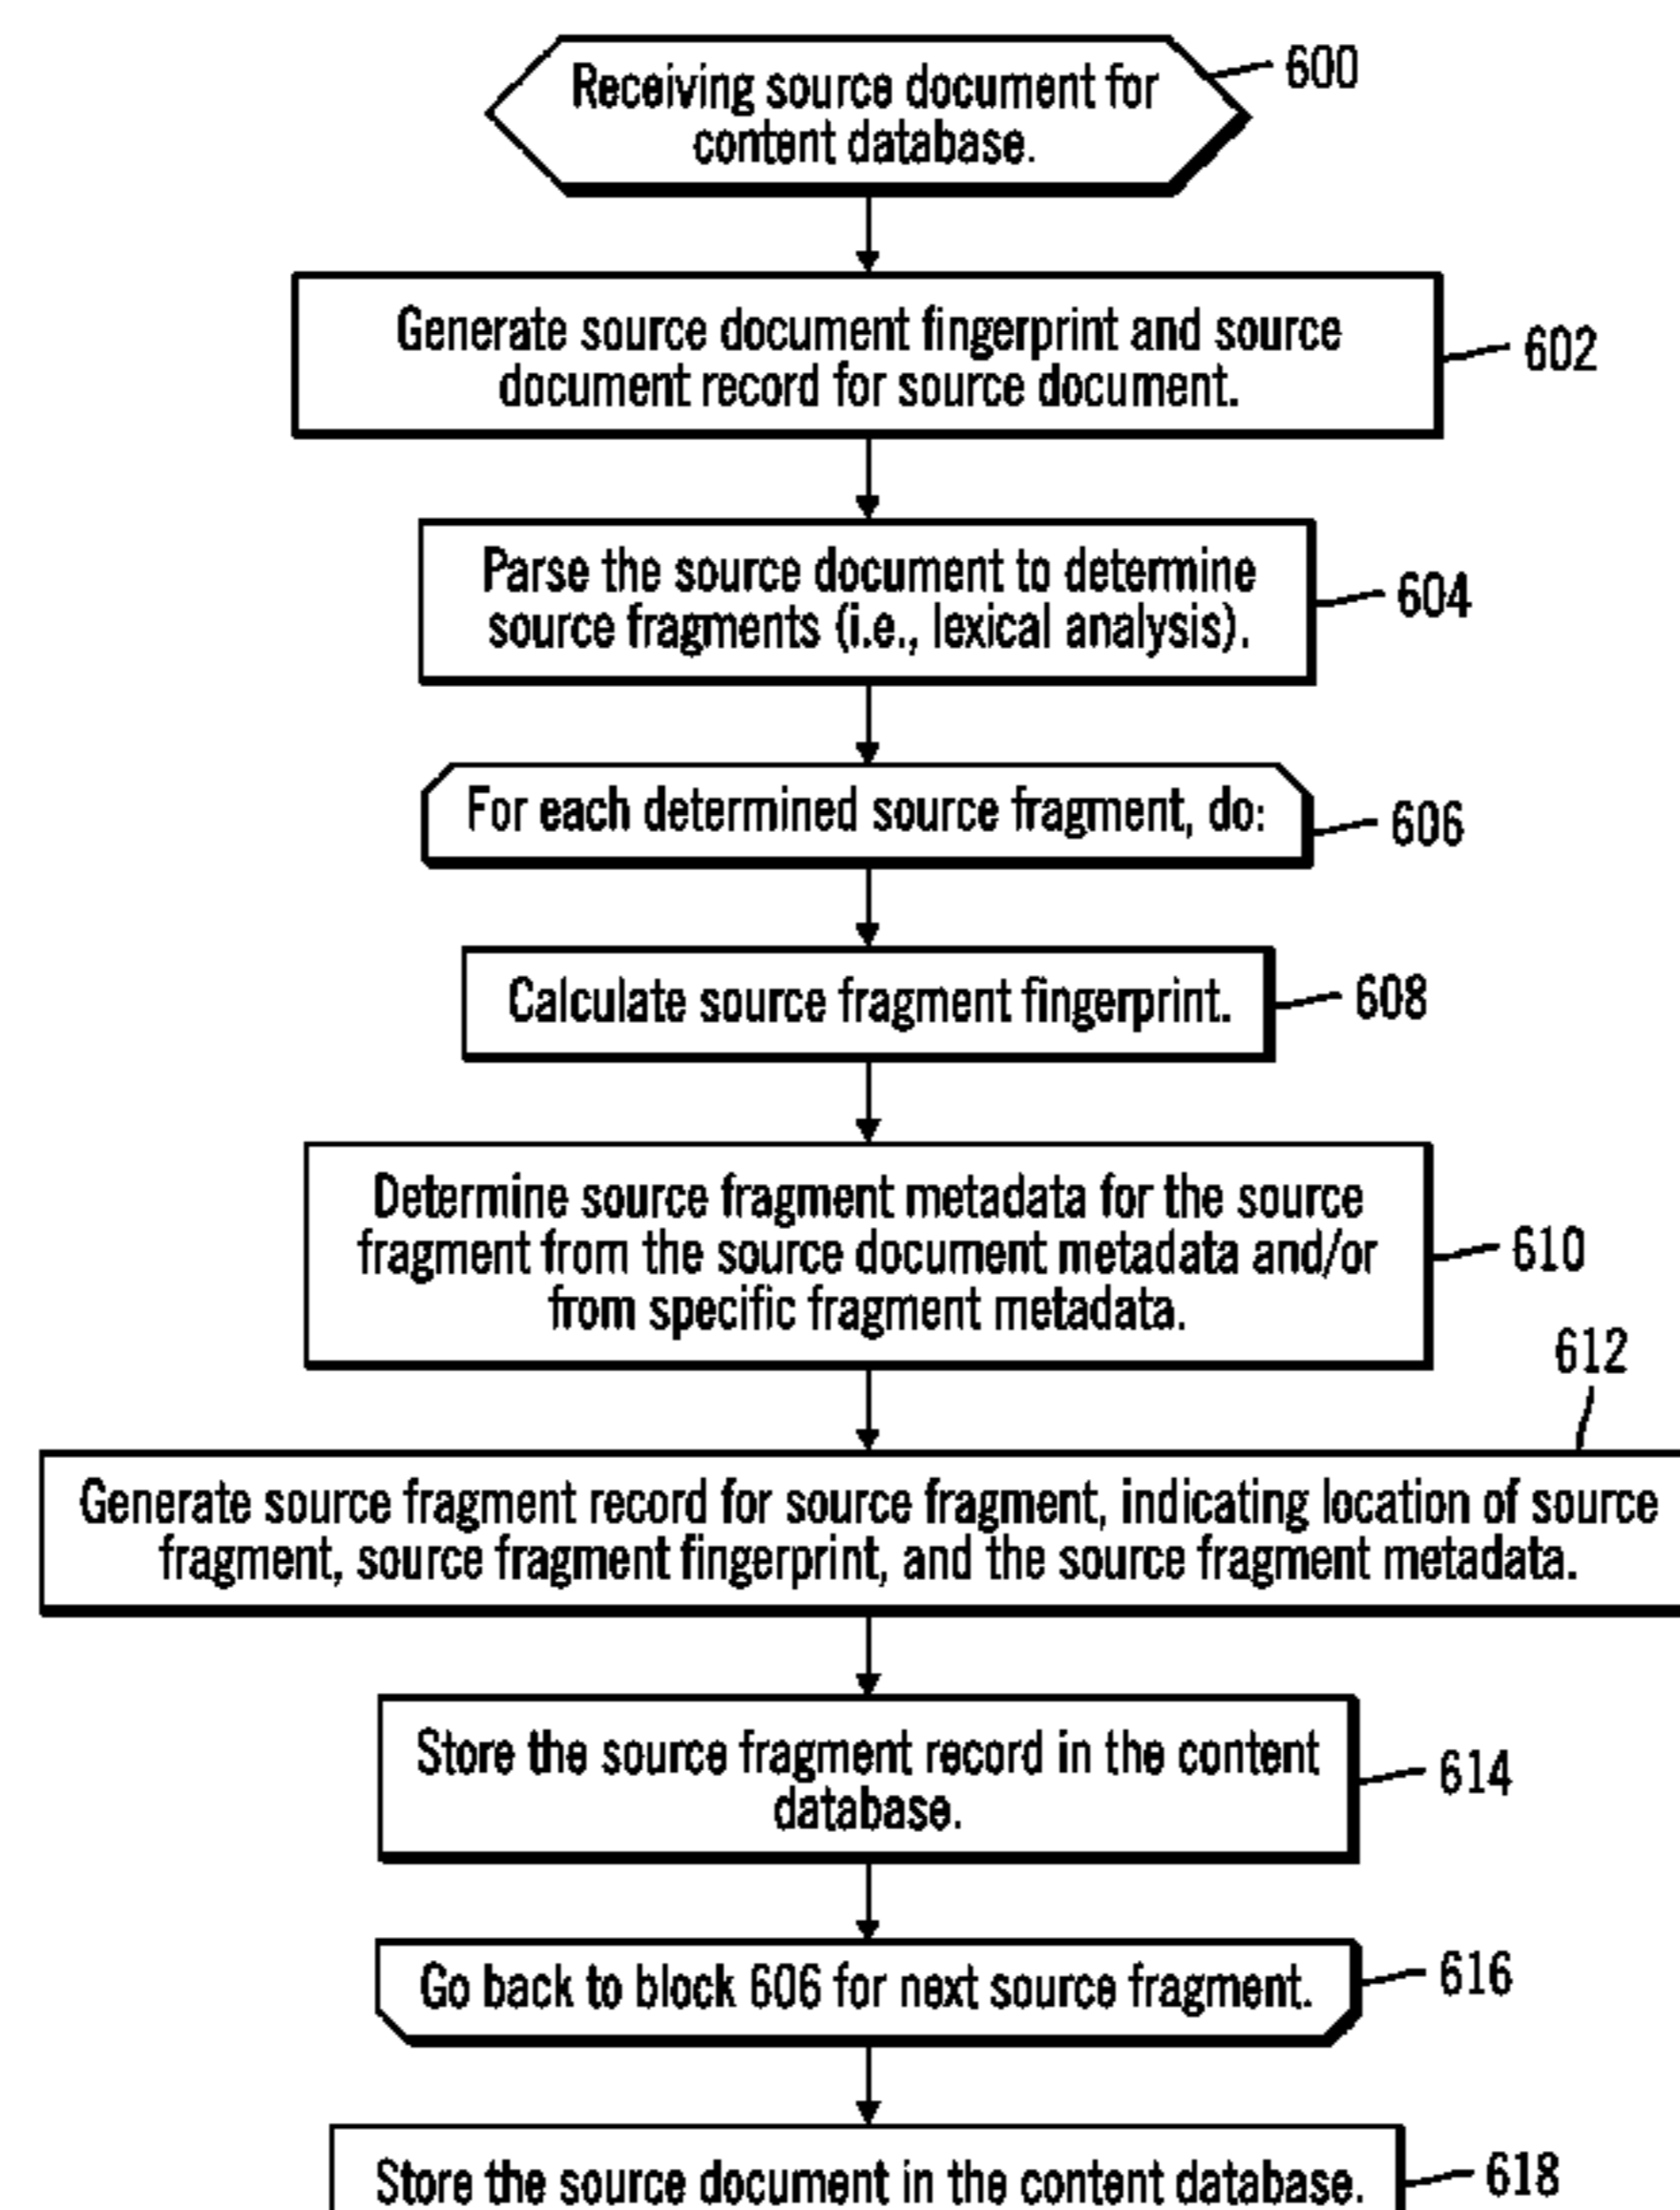 Receiving source document for
content database.
600
Generate source document fingerprint and source
document record for source document.
602
Parse the source document to determine
source fragments (i.e., lexical analysis).
604
For each determined source fragment, do:
606
Calculate source fragment fingerprint.
608
Determine source fragment metadata for the source
fragment from the source document metadata and/or
from specific fragment metadata.
610
612
Generate source fragment record for source fragment, indicating location of source
fragment, source fragment fingerprint, and the source fragment metadata.
Store the source fragment record in the content
database.
614
Go back to block 606 for next source fragment.
616
Store the source document in the content database.
618